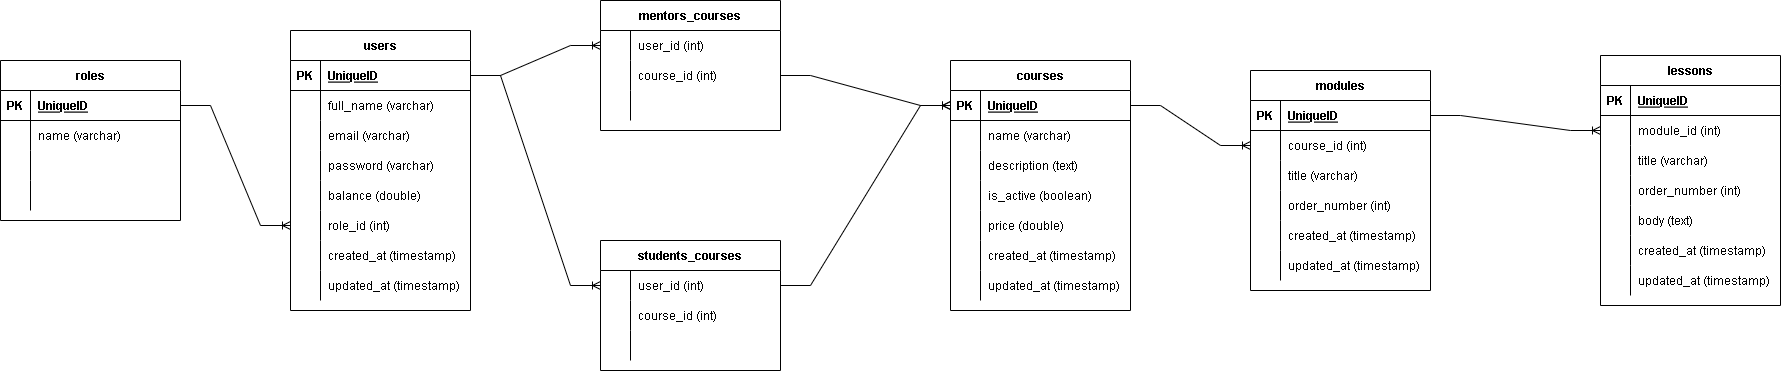 roles
PK UniqueID
name (varchar)
users
PK UniqueID
full_name (varchar)
email (varchar)
password (varchar)
balance (double)
role_id (int)
created_at (timestamp)
updated_at (timestamp)
mentors_courses
user_id (int)
course_id (int)
students_courses
user_id (int)
course_id (int)
courses
PK UniqueID
name (varchar)
description (text)
is_active (boolean)
price (double)
created_at (timestamp)
updated_at (timestamp)
modules
PK UniqueID
course_id (int)
title (varchar)
order_number (int)
created_at (timestamp)
updated_at (timestamp)
lessons
PK UniqueID
module_id (int)
title (varchar)
order_number (int)
body (text)
created_at (timestamp)
updated_at (timestamp)